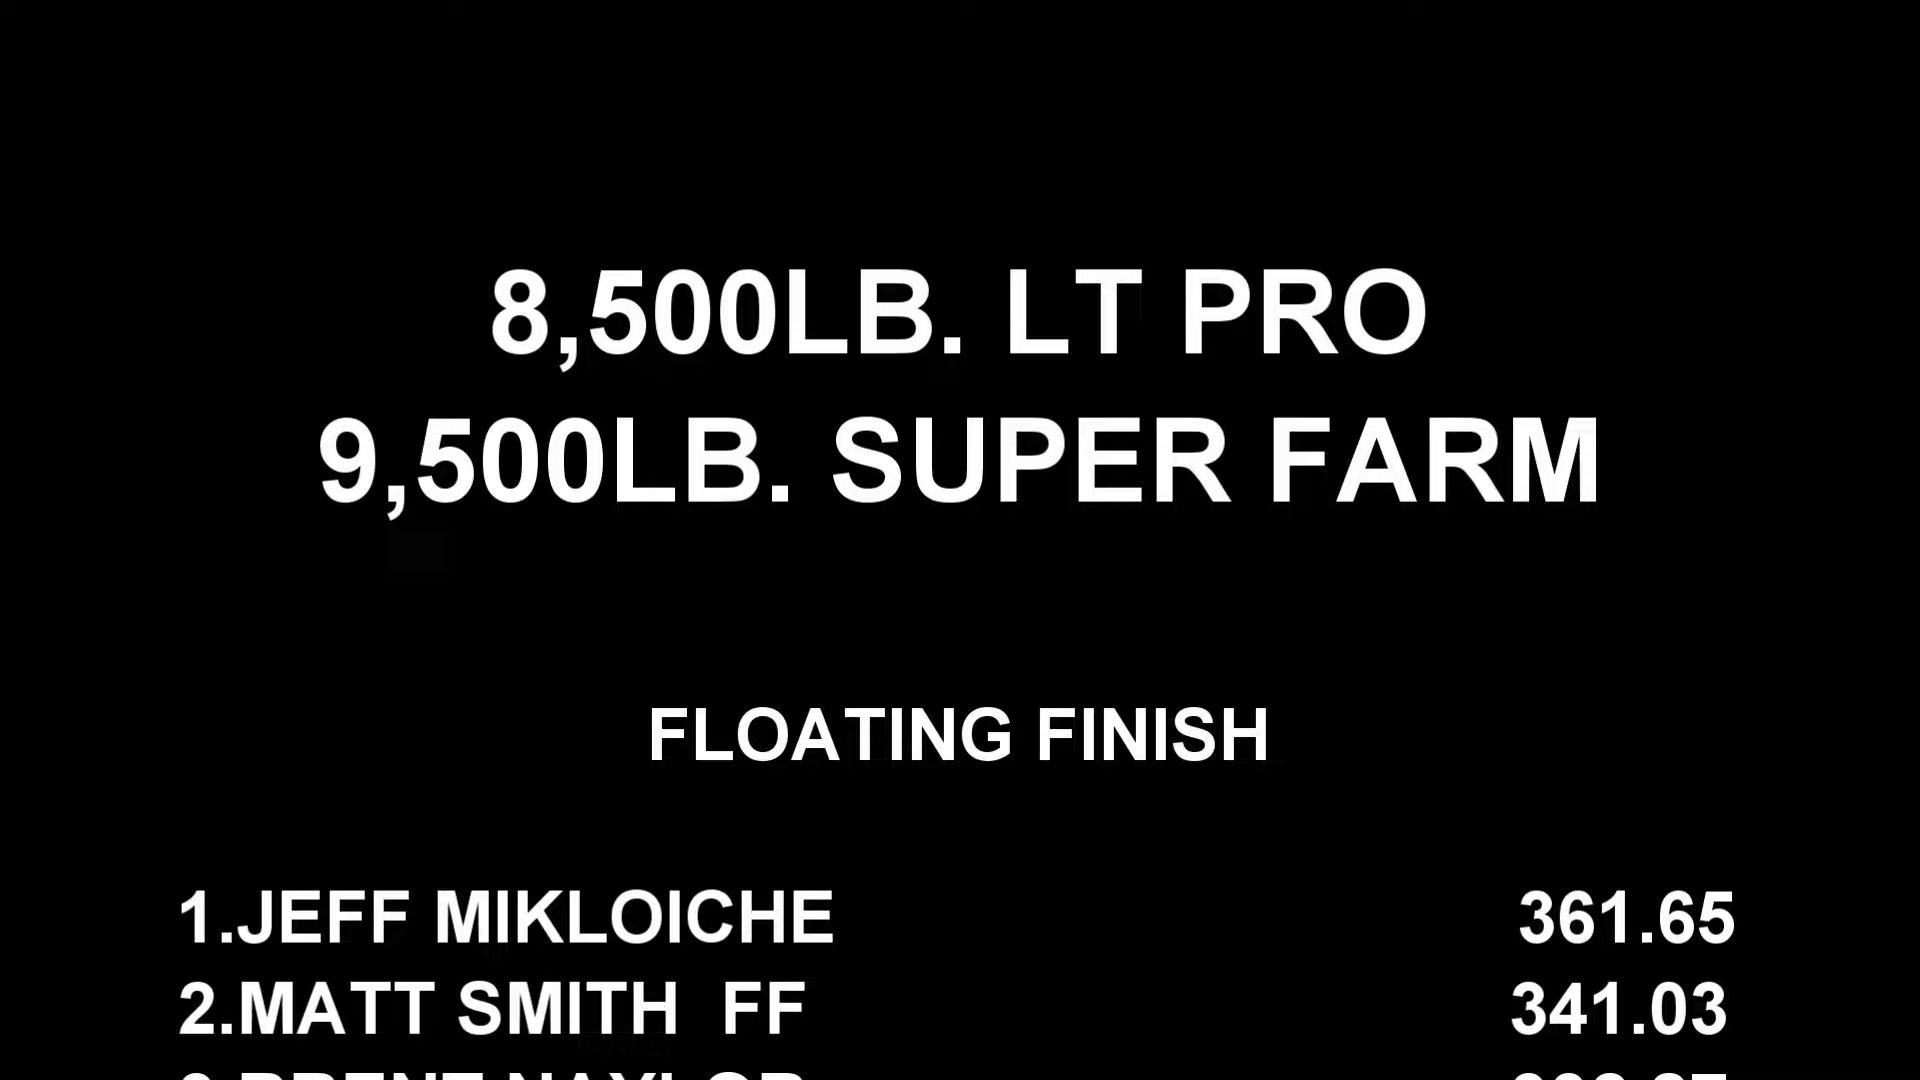 8,500LB. LT PRO
9,500LB. SUPER FARM
FLOATING FINISH
1.JEFF MIKLOICHE 361.65
2.MATT SMITH  FF 341.03